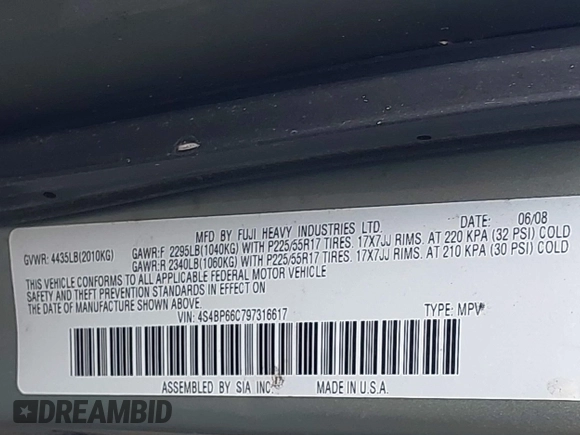 MFD. BY FUJI HEAVY INDUSTRIES LTD. DATE: 06/08
GVWR: 4435LB(2010KG) GAWR:F 2295LB(1040KG) WITH P225/55R17 TIRES. 17X7JJ RIMS. AT 220 KPA (32 PSI) COLD
GAWR:R 2340LB(1060KG) WITH P225/55R17 TIRES. 17X7JJ RIMS. AT 210 KPA (30 PSI) COLD
THIS VEHICLE CONFORMS TO ALL APPLICABLE FEDERAL MOTOR VEHICLE
SAFETY AND THEFT PREVENTION STANDARDS IN EFFECT ON
THE DATE OF MANUFACTURE SHOWN ABOVE.
VIN: 4S4BP66C797316617 TYPE: MPV
ASSEMBLED BY SIA INC. MADE IN U.S.A.
DREAMBID